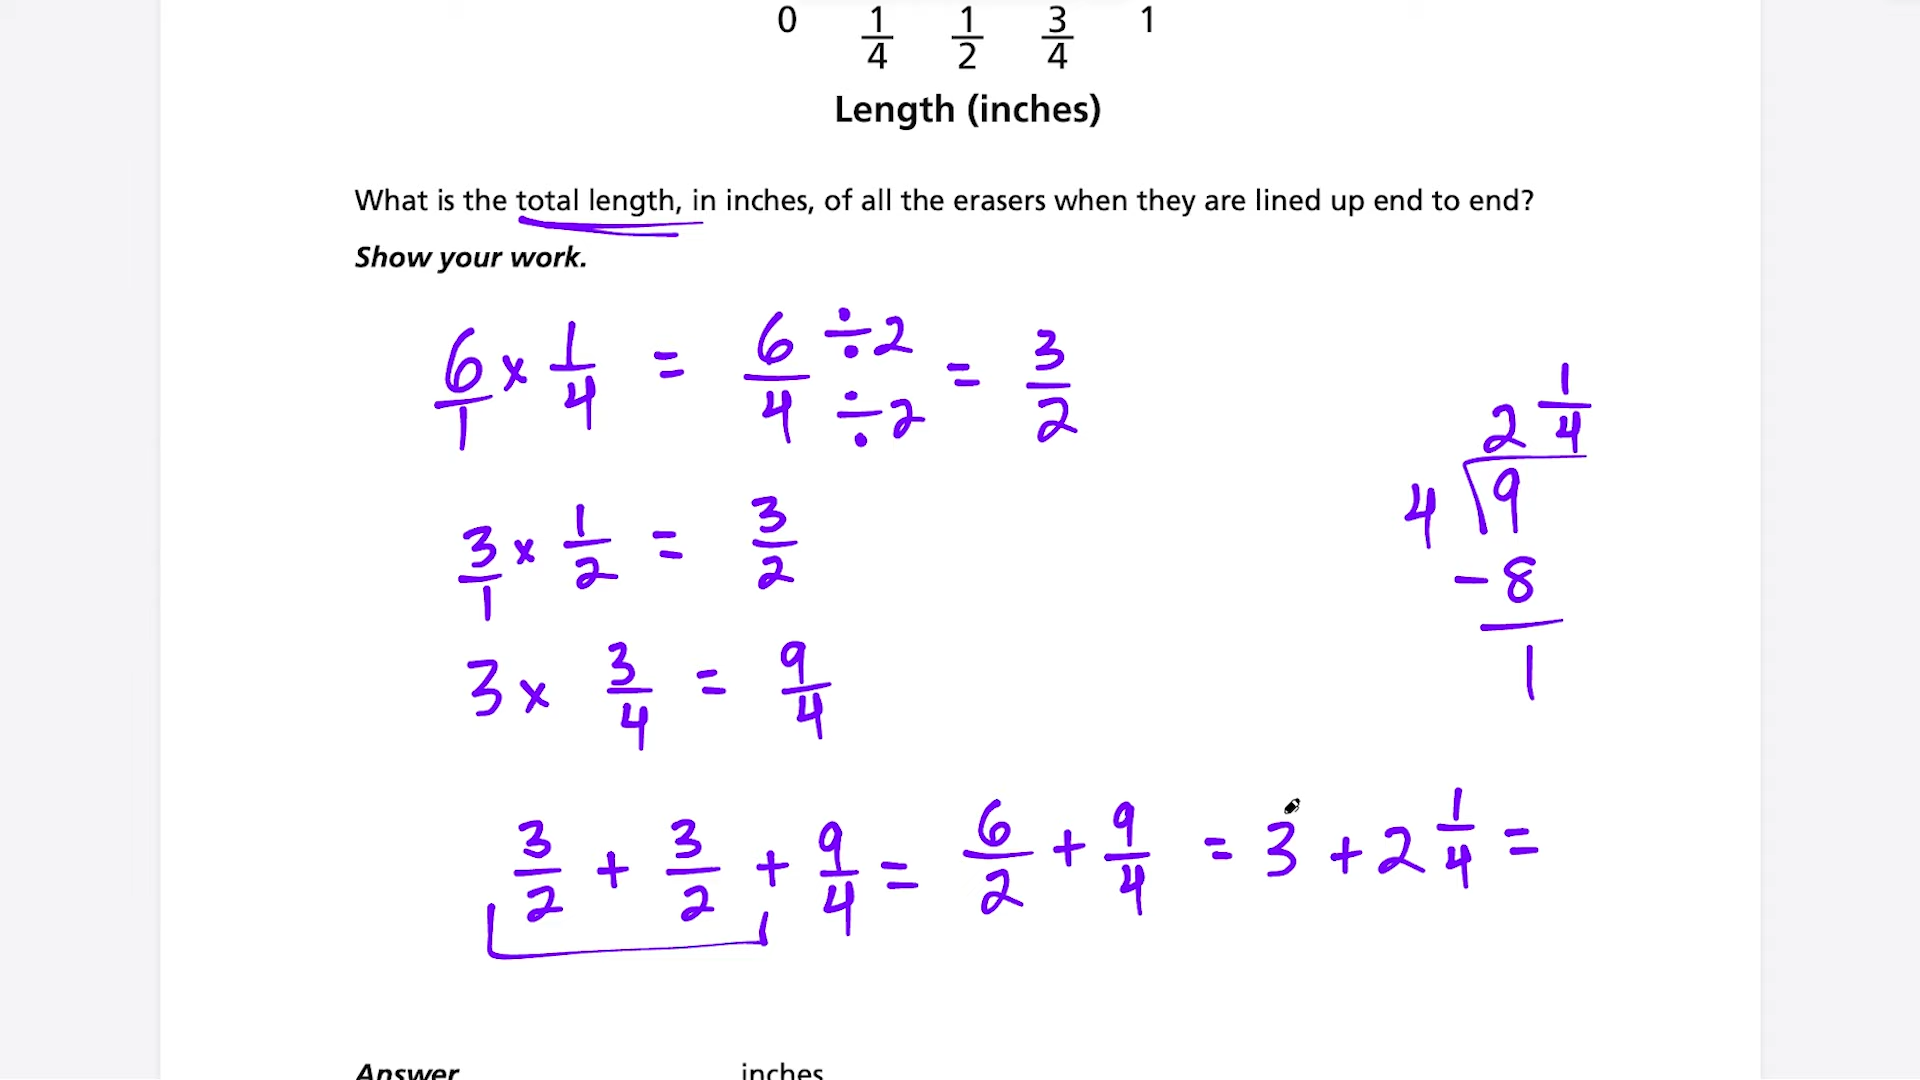 0 1/4 1/2 3/4 1
Length (inches)
What is the total length, in inches, of all the erasers when they are lined up end to end?
Show your work.
6/1 × 1/4 = 6/4 ÷2/÷2 = 3/2
3/1 × 1/2 = 3/2
3 × 3/4 = 9/4
3/2 + 3/2 + 9/4 = 6/2 + 9/4 = 3 + 2 1/4 =
2 1/4
4 9
- 8
1
Answer inches